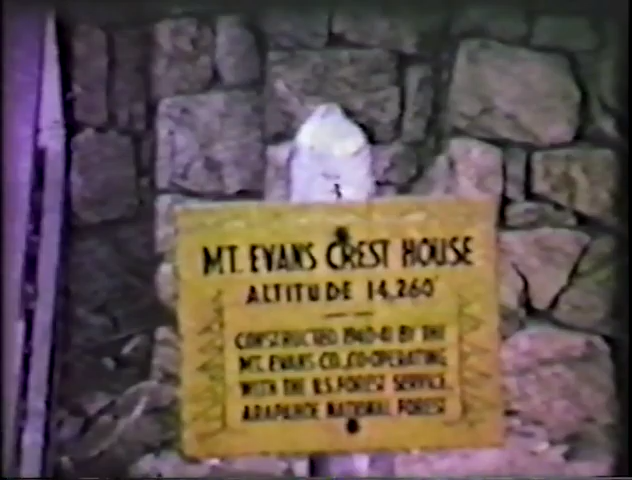 MT. EVANS CREST HOUSE
ALTITUDE 14,260'
CONSTRUCTED 1940-41 BY THE
MT. EVANS CO., CO-OPERATING
WITH THE U.S. FOREST SERVICE.
ARAPAHOE NATIONAL FOREST